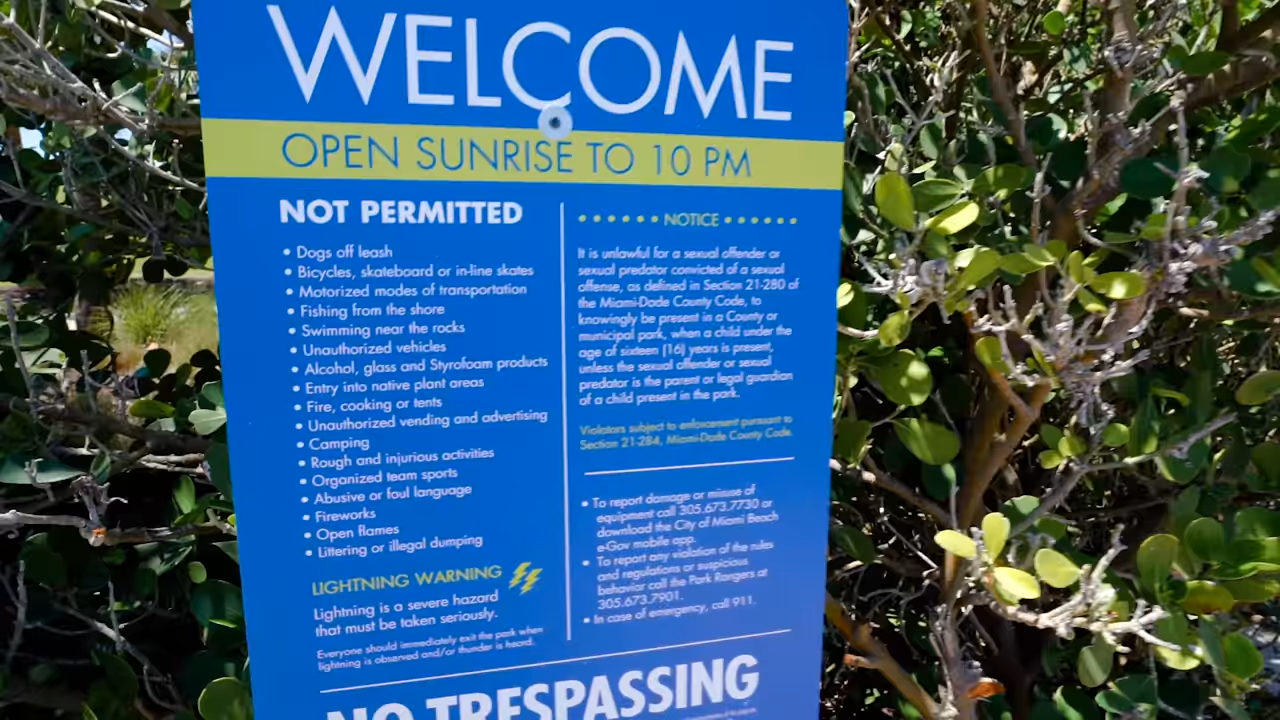 WELCOME
OPEN SUNRISE TO 10 PM
NOT PERMITTED
• Dogs off leash
• Bicycles, skateboard or in-line skates
• Motorized modes of transportation
• Fishing from the shore
• Swimming near the rocks
• Unauthorized vehicles
• Alcohol, glass and Styrofoam products
• Entry into native plant areas
• Fire, cooking or tents
• Unauthorized vending and advertising
• Camping
• Rough and injurious activities
• Organized team sports
• Abusive or foul language
• Fireworks
• Open flames
• Littering or illegal dumping
LIGHTNING WARNING
Lightning is a severe hazard
that must be taken seriously.
Everyone should immediately exit the park when
lightning is observed and/or thunder is heard.
NOTICE
It is unlawful for a sexual offender or
sexual predator convicted of a sexual
offense, as defined in Section 21-280 of
the Miami-Dade County Code, to
knowingly be present in a County or
municipal park, when a child under the
age of sixteen (16) years is present,
unless the sexual offender or sexual
predator is the parent or legal guardian
of a child present in the park.
Violators subject to enforcement pursuant to
Section 21-284, Miami-Dade County Code.
• To report damage or misuse of
equipment call 305.673.7730 or
download the City of Miami Beach
e-Gov mobile app.
• To report any violation of the rules
and regulations or suspicious
behavior call the Park Rangers at
305.673.7901.
• In case of emergency, call 911.
NO TRESPASSING